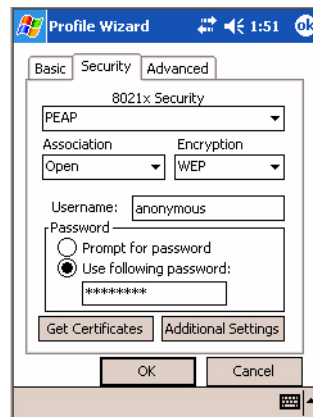 Profile Wizard 1:51 ok
Basic Security Advanced
8021x Security
PEAP
Association Encryption
Open WEP
Username: anonymous
Password
Prompt for password
Use following password:
********
Get Certificates Additional Settings
OK Cancel